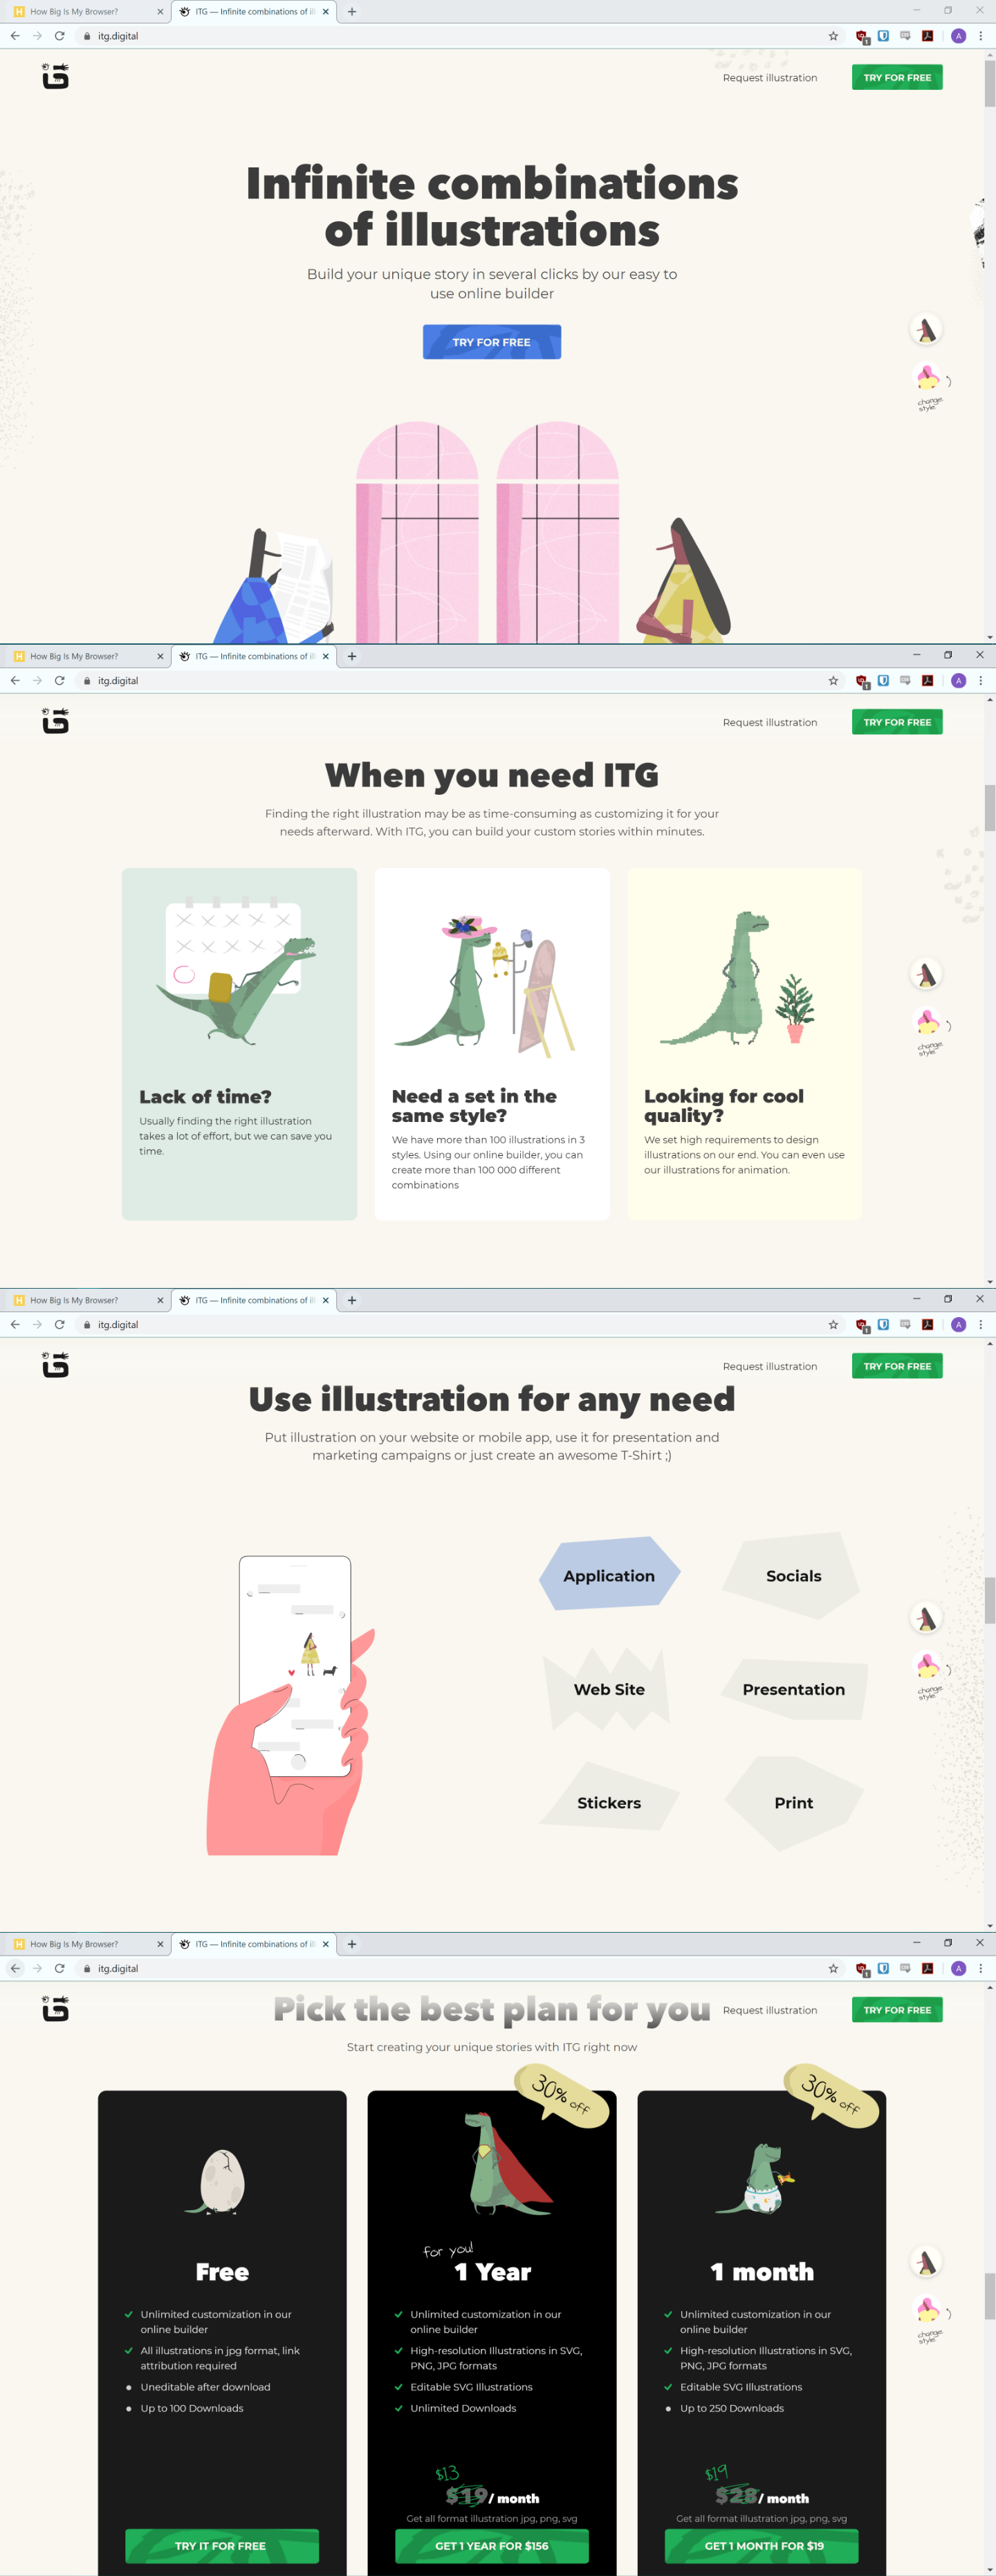 How Big Is My Browser?
ITG — Infinite combinations of il
itg.digital
Request illustration
TRY FOR FREE
Infinite combinations
of illustrations
Build your unique story in several clicks by our easy to
use online builder
TRY FOR FREE
change
style
How Big Is My Browser?
ITG — Infinite combinations of il
itg.digital
Request illustration
TRY FOR FREE
When you need ITG
Finding the right illustration may be as time-consuming as customizing it for your
needs afterward. With ITG, you can build your custom stories within minutes.
Lack of time?
Usually finding the right illustration
takes a lot of effort, but we can save you
time.
Need a set in the
same style?
We have more than 100 illustrations in 3
styles. Using our online builder, you can
create more than 100 000 different
combinations
Looking for cool
quality?
We set high requirements to design
illustrations on our end. You can even use
our illustrations for animation.
change
style
How Big Is My Browser?
ITG — Infinite combinations of il
itg.digital
Request illustration
TRY FOR FREE
Use illustration for any need
Put illustration on your website or mobile app, use it for presentation and
marketing campaigns or just create an awesome T-Shirt ;)
Application
Socials
Web Site
Presentation
Stickers
Print
change
style
How Big Is My Browser?
ITG — Infinite combinations of il
itg.digital
Pick the best plan for you
Request illustration
TRY FOR FREE
Start creating your unique stories with ITG right now
Free
Unlimited customization in our
online builder
All illustrations in jpg format, link
attribution required
Uneditable after download
Up to 100 Downloads
TRY IT FOR FREE
30% off
for you!
1 Year
Unlimited customization in our
online builder
High-resolution Illustrations in SVG,
PNG, JPG formats
Editable SVG Illustrations
Unlimited Downloads
$13
$19 / month
Get all format illustration jpg, png, svg
GET 1 YEAR FOR $156
30% off
1 month
Unlimited customization in our
online builder
High-resolution Illustrations in SVG,
PNG, JPG formats
Editable SVG Illustrations
Up to 250 Downloads
$19
$28 / month
Get all format illustration jpg, png, svg
GET 1 MONTH FOR $19
change
style